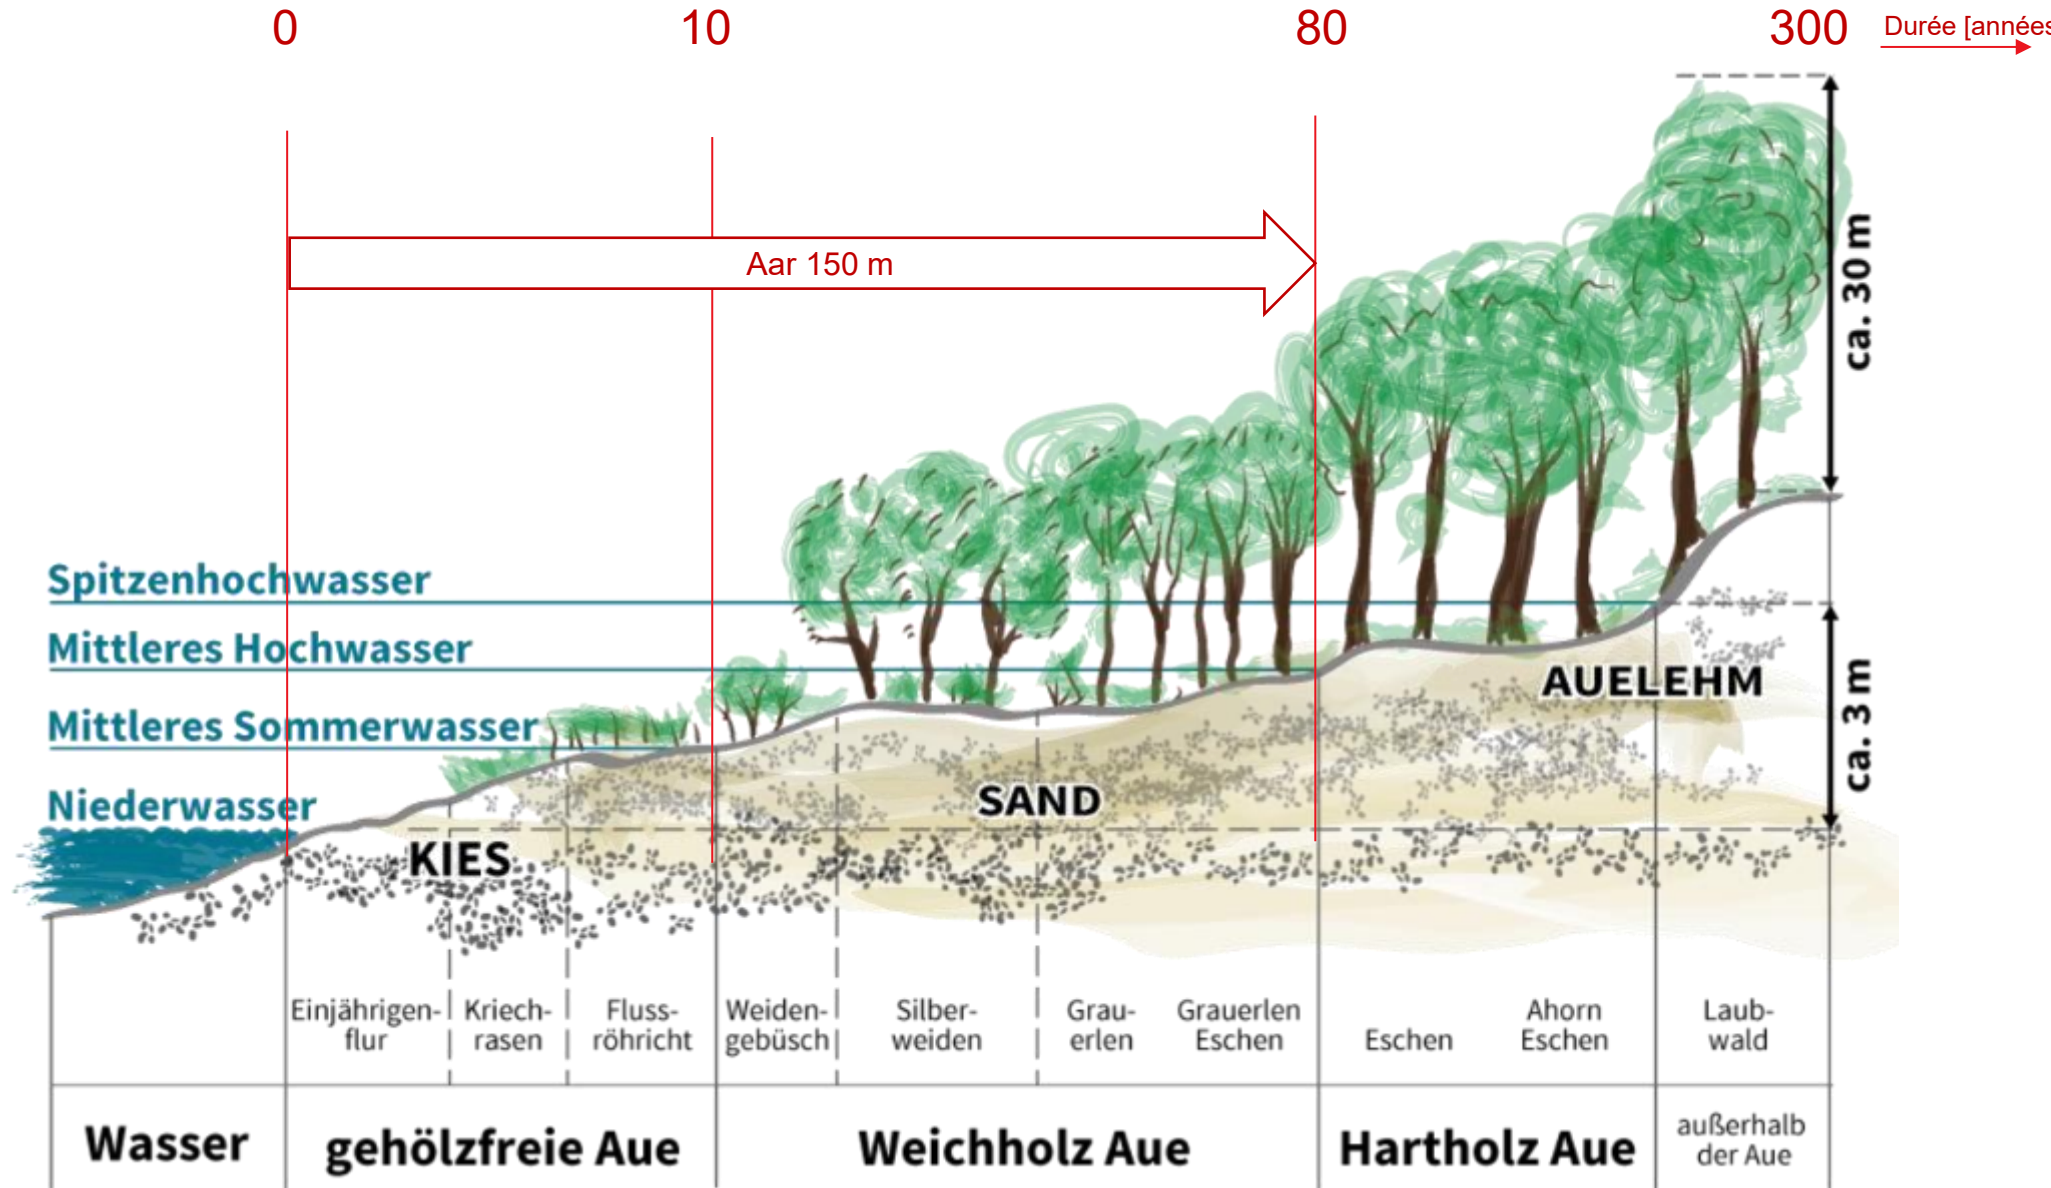 0
10
80
300
Durée [années
Aar 150 m
ca. 30 m
Spitzenhochwasser
Mittleres Hochwasser
Mittleres Sommerwasser
Niederwasser
AUELEHM
SAND
KIES
ca. 3 m
Einjährigen-
flur
Kriech-
rasen
Fluss-
röhricht
Weiden-
gebüsch
Silber-
weiden
Grau-
erlen
Grauerlen
Eschen
Eschen
Ahorn
Eschen
Laub-
wald
Wasser
gehölzfreie Aue
Weichholz Aue
Hartholz Aue
außerhalb
der Aue